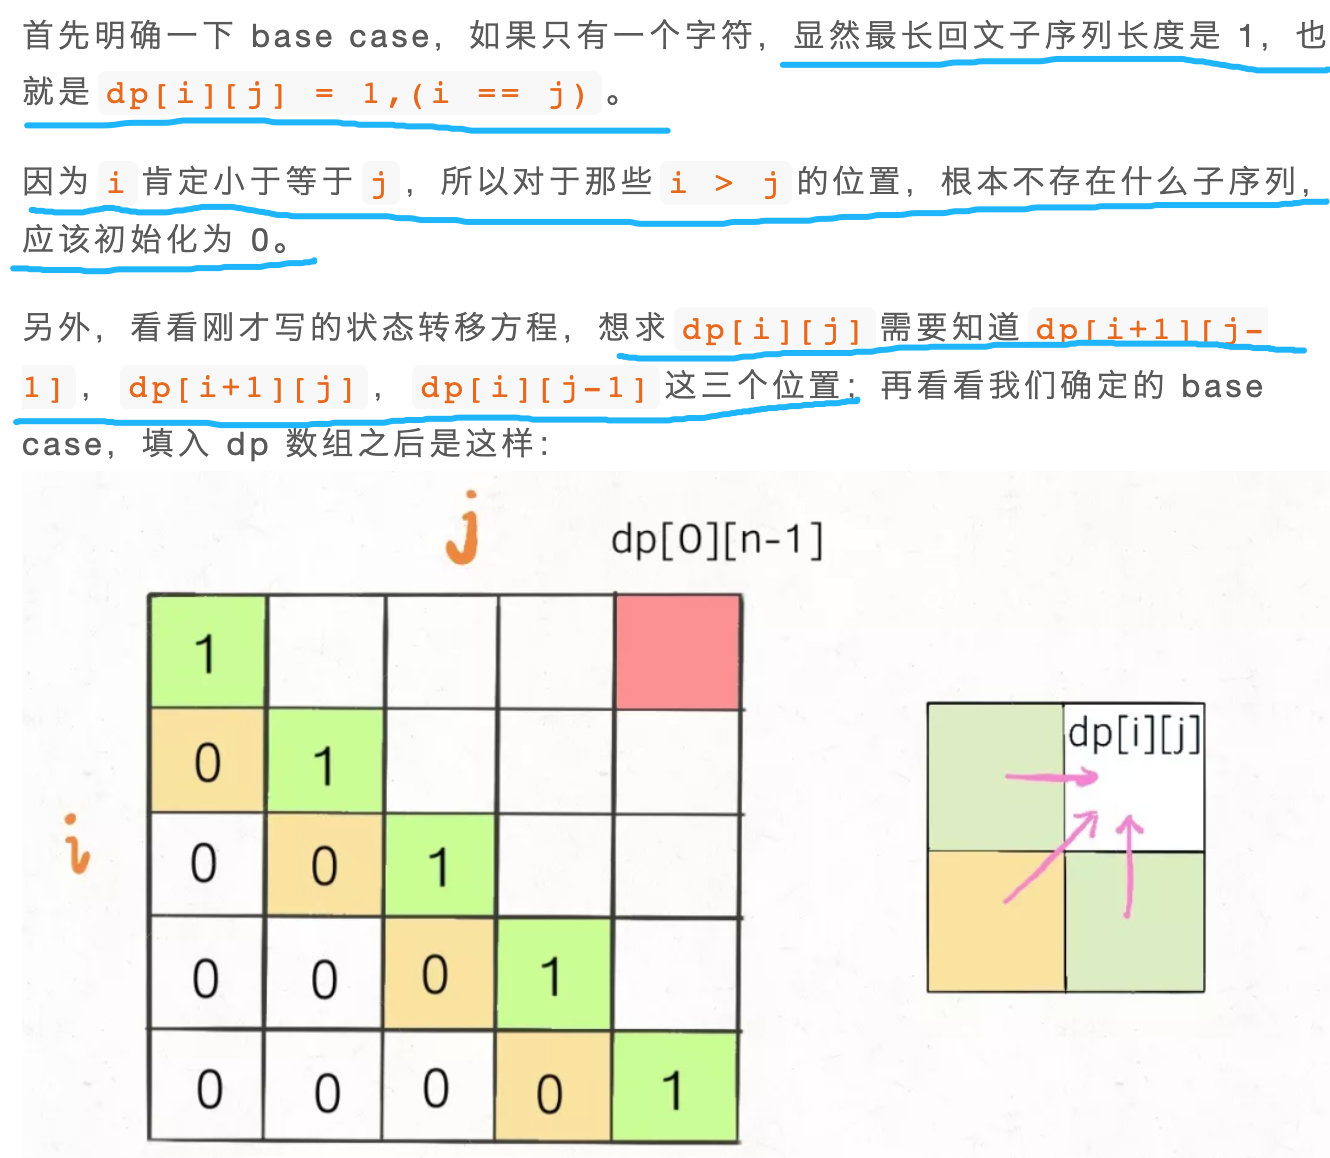 首先明确一下 base case，如果只有一个字符，显然最长回文子序列长度是 1，也
就是 dp[i][j] = 1,(i == j) 。
因为 i 肯定小于等于 j ，所以对于那些 i > j 的位置，根本不存在什么子序列，
应该初始化为 0。
另外，看看刚才写的状态转移方程，想求 dp[i][j] 需要知道 dp[i+1][j-
1] ， dp[i+1][j] ， dp[i][j-1] 这三个位置；再看看我们确定的 base
case，填入 dp 数组之后是这样：
j
dp[0][n-1]
1
0 1
i
0 0 1
0 0 0 1
0 0 0 0 1
dp[i][j]